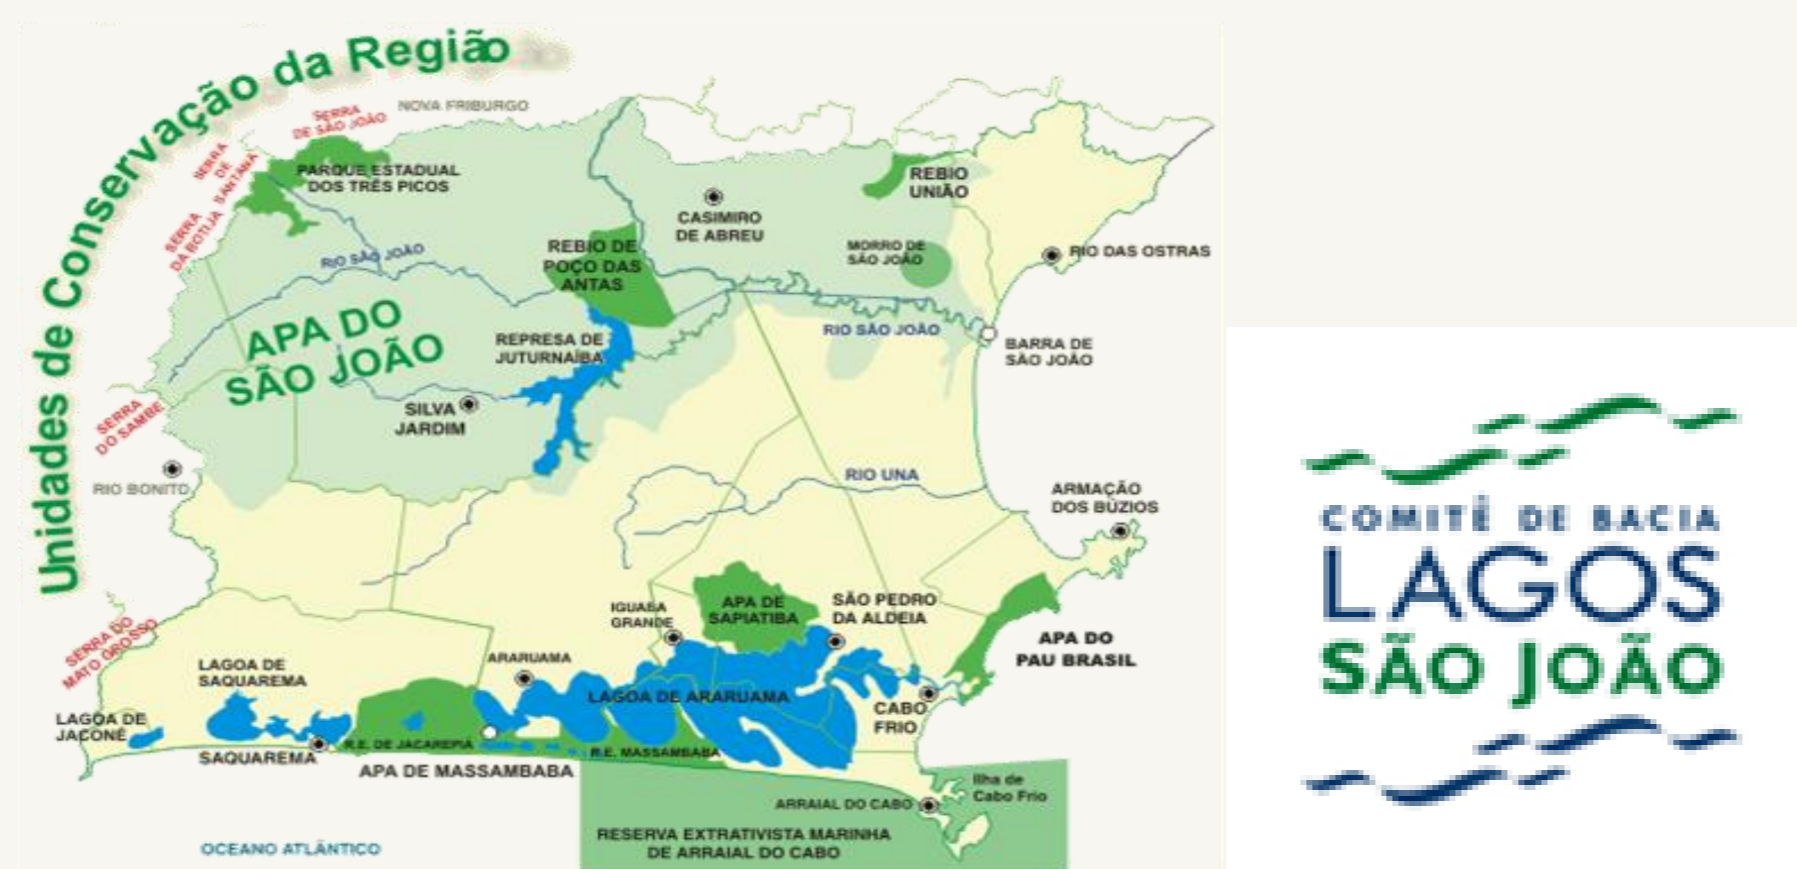 Unidades de Conservação da Região
SERRA
DE SÃO JOÃO
NOVA FRIBURGO
SERRA
DE
SANTANA
PARQUE ESTADUAL
DOS TRÊS PICOS
REBIO
UNIÃO
SERRA
DA BOTIJA
CASIMIRO
DE ABREU
RIO SÃO JOÃO
REBIO DE
POÇO DAS
ANTAS
MORRO DE
SÃO JOÃO
RIO DAS OSTRAS
APA DO
SÃO JOÃO
REPRESA DE
JUTURNAÍBA
RIO SÃO JOÃO
BARRA DE
SÃO JOÃO
SERRA
DO SAMBE
SILVA
JARDIM
RIO BONITO
RIO UNA
ARMAÇÃO
DOS BÚZIOS
IGUABA
GRANDE
APA DE
SAPIATIBA
SÃO PEDRO
DA ALDEIA
SERRA DO
MATO GROSSO
APA DO
PAU BRASIL
LAGOA DE
SAQUAREMA
ARARUAMA
LAGOA DE ARARUAMA
LAGOA DE
JACONÉ
CABO
FRIO
SAQUAREMA
R.E. DE JACAREPIÁ
R.E. MASSAMBABA
APA DE MASSAMBABA
Ilha de
Cabo Frio
ARRAIAL DO CABO
RESERVA EXTRATIVISTA MARINHA
DE ARRAIAL DO CABO
OCEANO ATLÂNTICO
COMITÊ DE BACIA
LAGOS
SÃO JOÃO